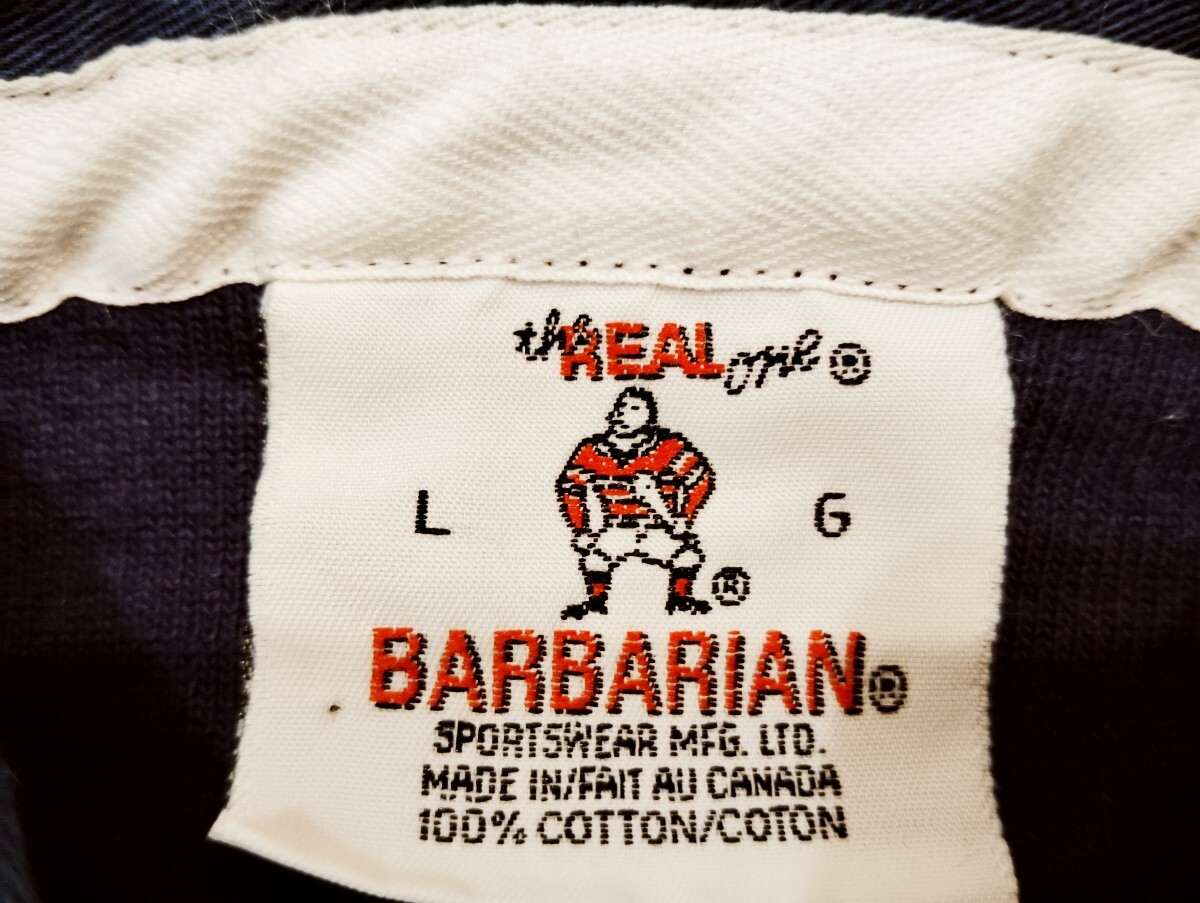 the REAL one ®
L G
®
BARBARIAN ®
SPORTSWEAR MFG. LTD.
MADE IN/FAIT AU CANADA
100% COTTON/COTON